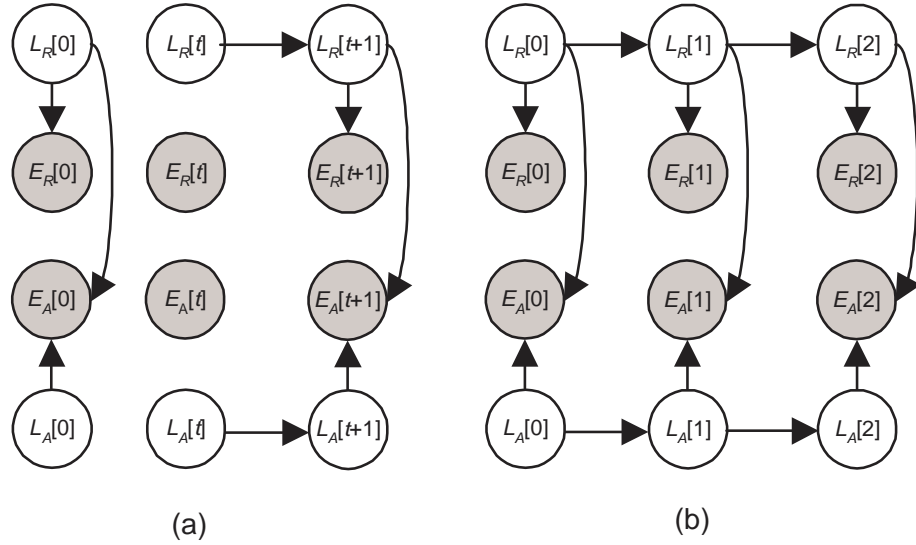 L_R[0] L_R[t] L_R[t+1] L_R[0] L_R[1] L_R[2]
E_R[0] E_R[t] E_R[t+1] E_R[0] E_R[1] E_R[2]
E_A[0] E_A[t] E_A[t+1] E_A[0] E_A[1] E_A[2]
L_A[0] L_A[t] L_A[t+1] L_A[0] L_A[1] L_A[2]
(a) (b)